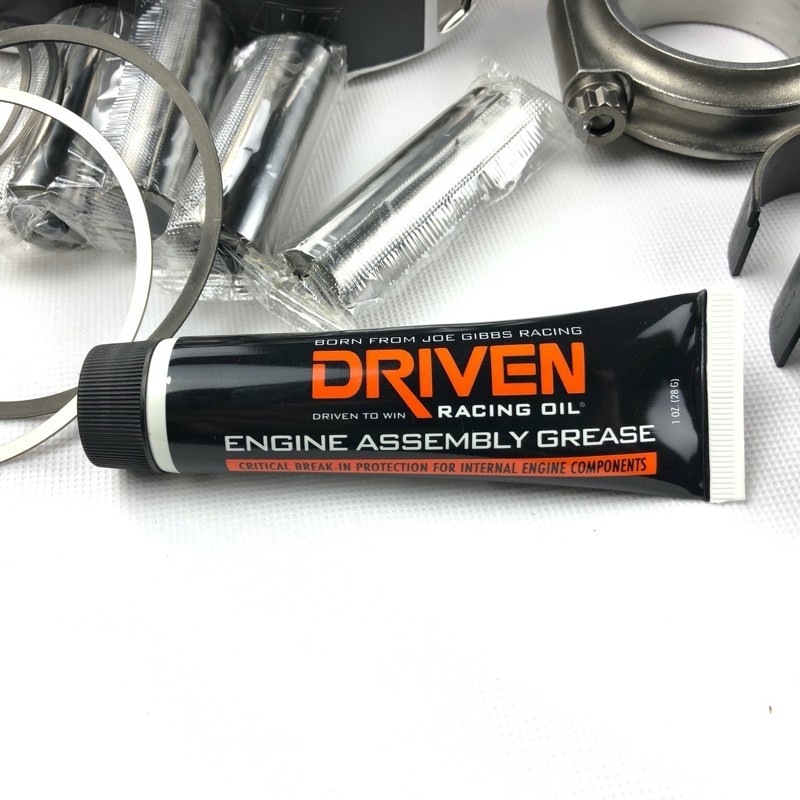 BORN FROM JOE GIBBS RACING
DRIVEN
DRIVEN TO WIN RACING OIL®
ENGINE ASSEMBLY GREASE
CRITICAL BREAK-IN PROTECTION FOR INTERNAL ENGINE COMPONENTS
1 OZ. (28 G)